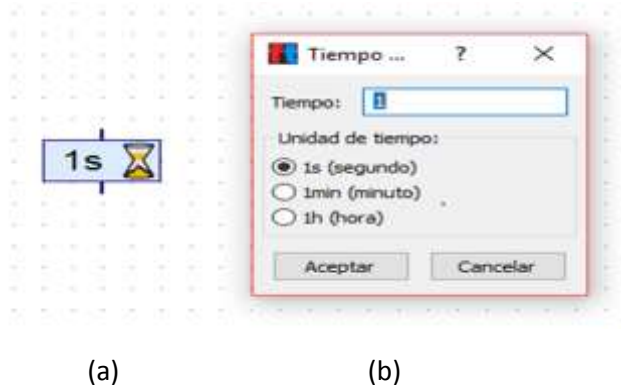 1s
Tiempo ... ? ×
Tiempo: 1
Unidad de tiempo:
1s (segundo)
1min (minuto)
1h (hora)
Aceptar Cancelar
(a) (b)